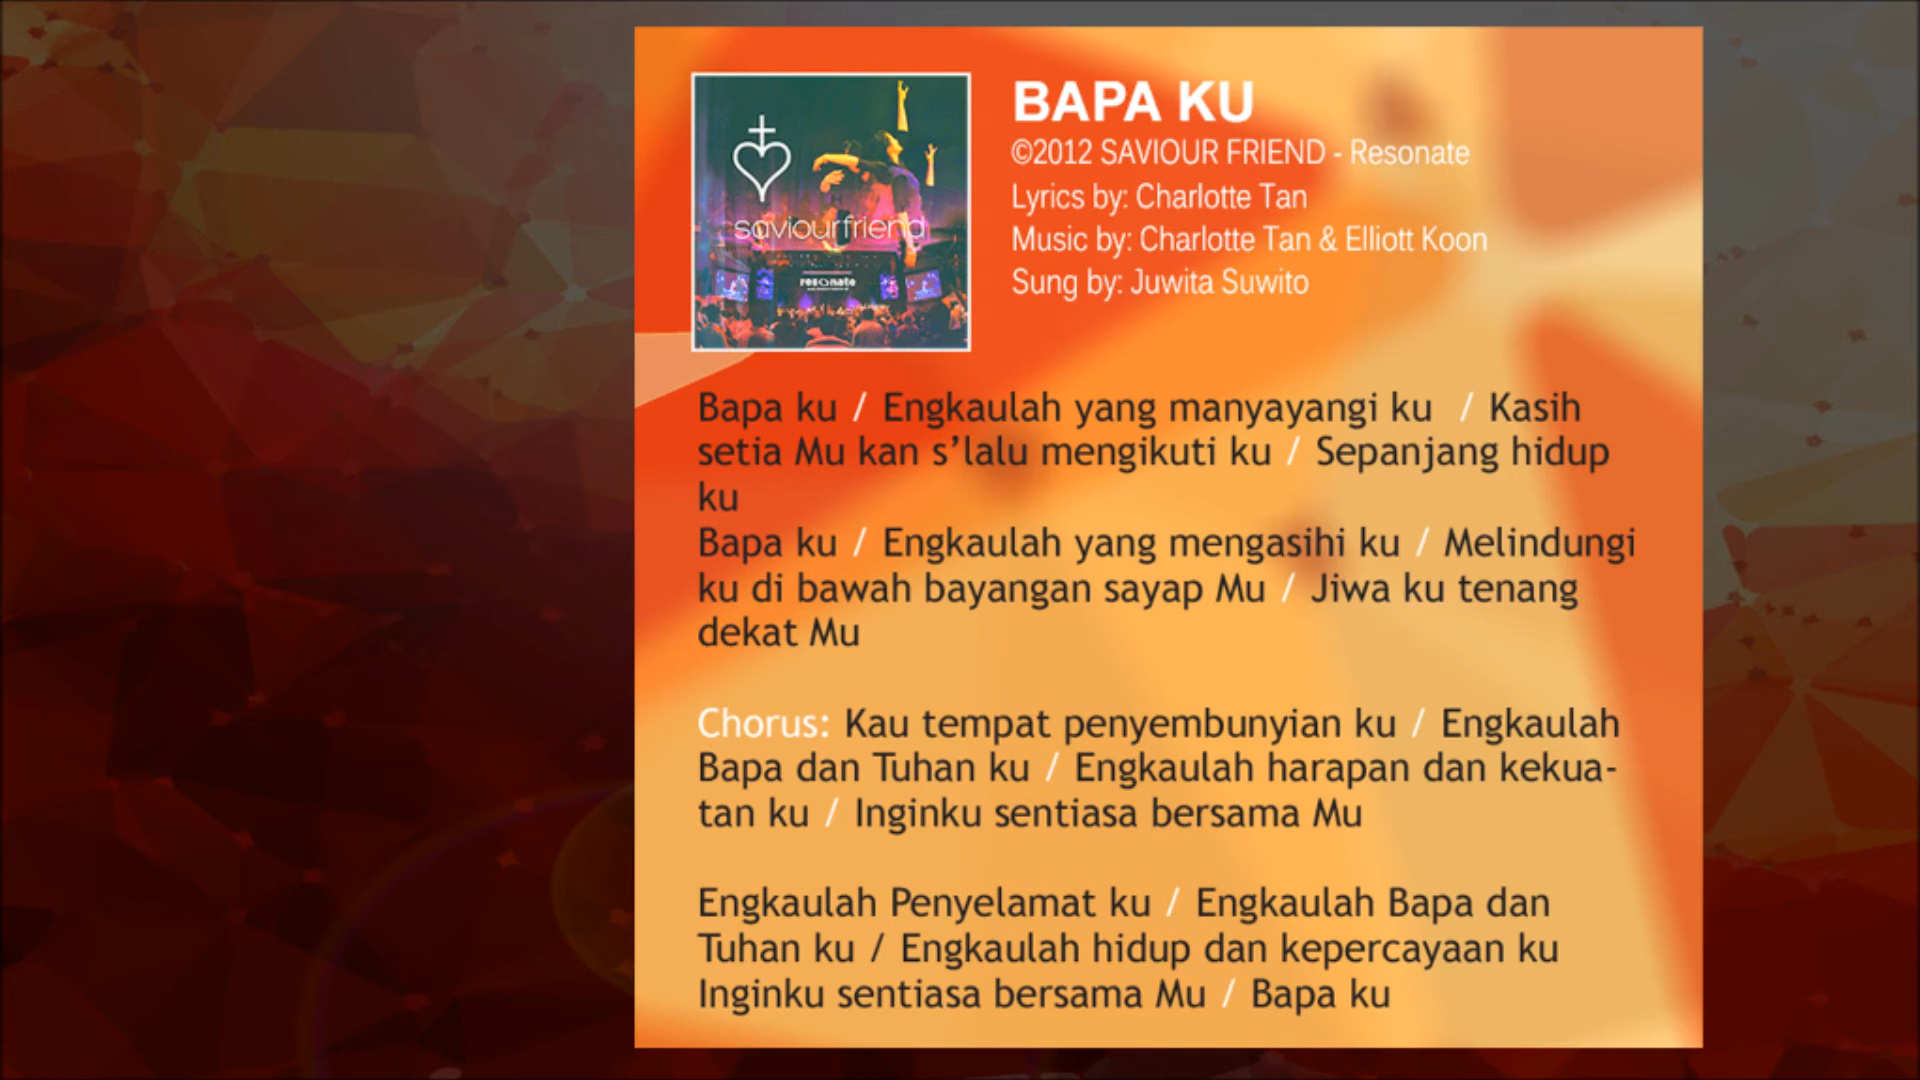 BAPA KU
©2012 SAVIOUR FRIEND - Resonate
Lyrics by: Charlotte Tan
Music by: Charlotte Tan & Elliott Koon
Sung by: Juwita Suwito
saviourfriend
resonate
Bapa ku / Engkaulah yang manyayangi ku / Kasih
setia Mu kan s’lalu mengikuti ku / Sepanjang hidup
ku
Bapa ku / Engkaulah yang mengasihi ku / Melindungi
ku di bawah bayangan sayap Mu / Jiwa ku tenang
dekat Mu
Chorus: Kau tempat penyembunyian ku / Engkaulah
Bapa dan Tuhan ku / Engkaulah harapan dan kekua-
tan ku / Inginku sentiasa bersama Mu
Engkaulah Penyelamat ku / Engkaulah Bapa dan
Tuhan ku / Engkaulah hidup dan kepercayaan ku
Inginku sentiasa bersama Mu / Bapa ku